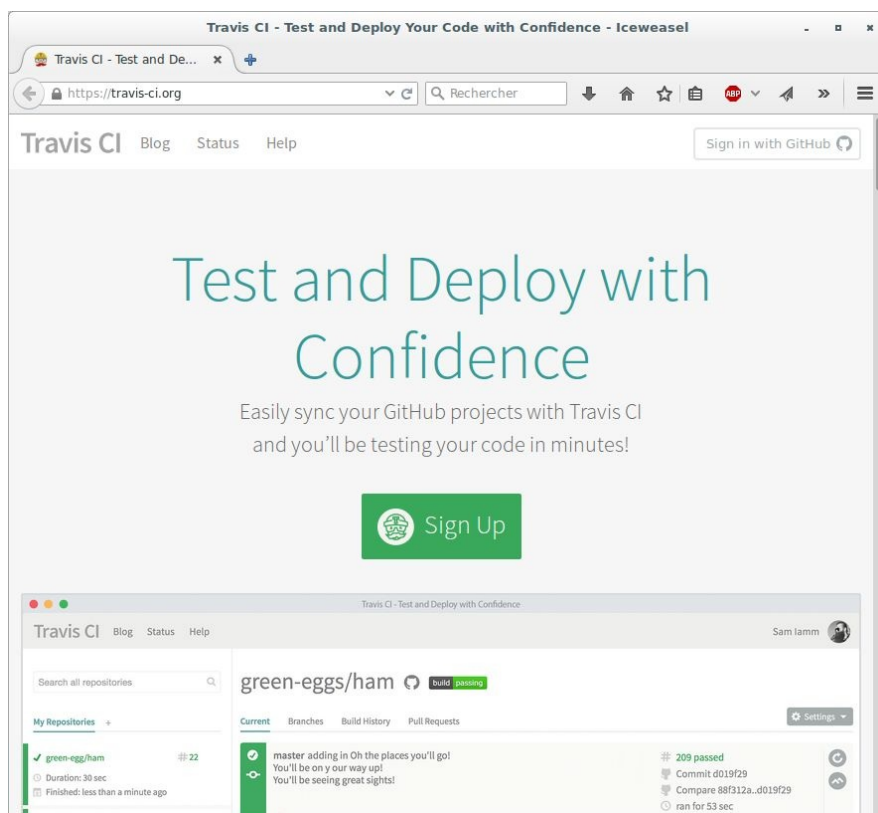 Travis CI - Test and Deploy Your Code with Confidence - Iceweasel
Travis CI - Test and De...
https://travis-ci.org
Rechercher
ABP
Travis CI Blog Status Help Sign in with GitHub
Test and Deploy with
Confidence
Easily sync your GitHub projects with Travis CI
and you'll be testing your code in minutes!
Sign Up
Travis CI - Test and Deploy with Confidence
Travis CI Blog Status Help Sam Iamm
Search all repositories
green-eggs/ham build passing
My Repositories +
Current Branches Build History Pull Requests
Settings
green-egg/ham # 22
Duration: 30 sec
Finished: less than a minute ago
master adding in Oh the places you'll go!
You'll be on y our way up!
You'll be seeing great sights!
# 209 passed
Commit d019f29
Compare 88f312a..d019f29
ran for 53 sec